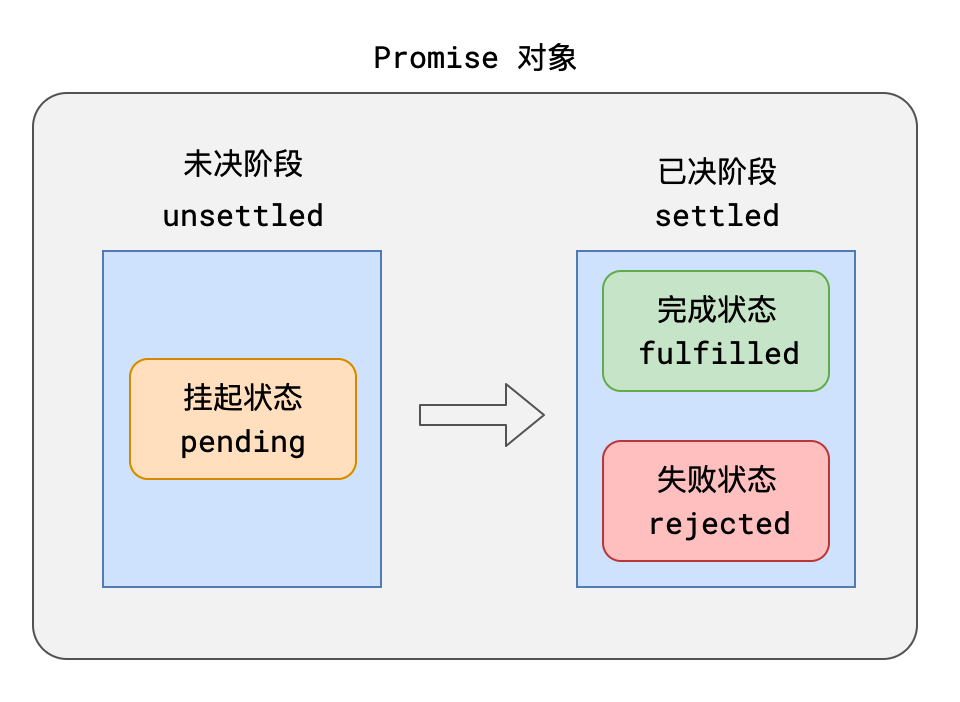 Promise 对象
未决阶段
unsettled
挂起状态
pending
已决阶段
settled
完成状态
fulfilled
失败状态
rejected